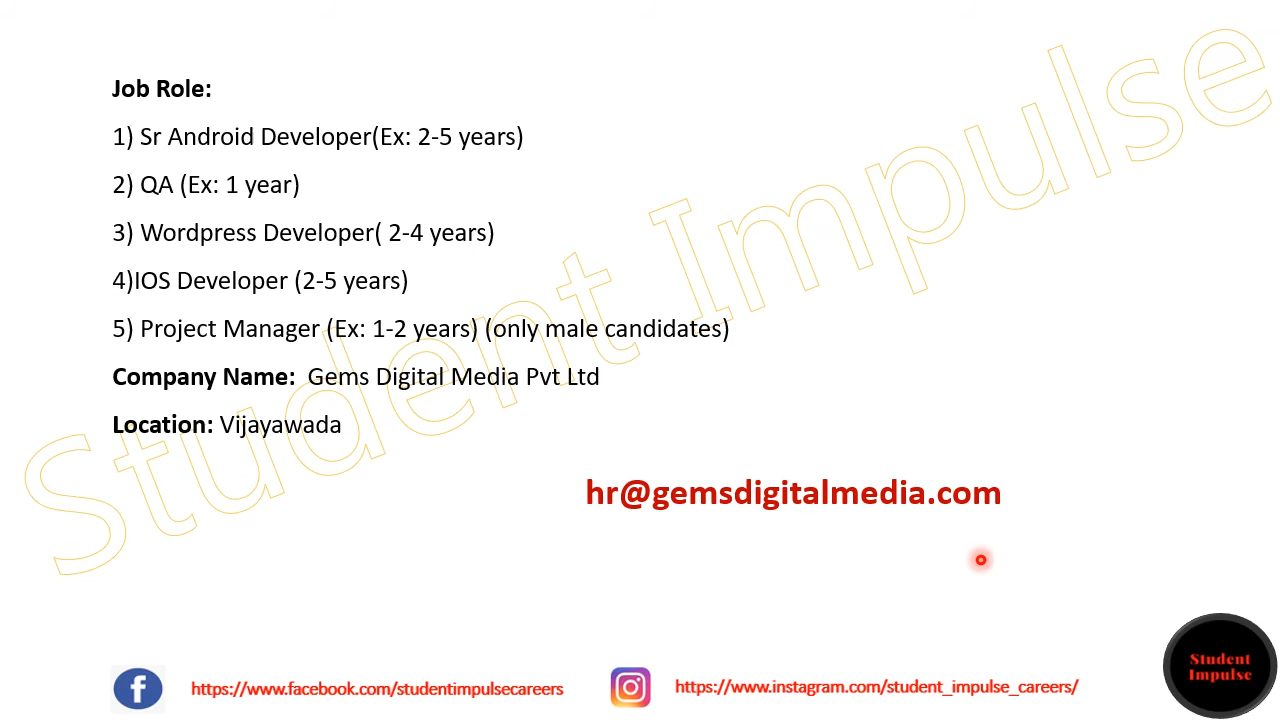 Job Role:
1) Sr Android Developer(Ex: 2-5 years)
2) QA (Ex: 1 year)
3) Wordpress Developer( 2-4 years)
4)IOS Developer (2-5 years)
5) Project Manager (Ex: 1-2 years) (only male candidates)
Company Name: Gems Digital Media Pvt Ltd
Location: Vijayawada
Student Impulse
hr@gemsdigitalmedia.com
https://www.facebook.com/studentimpulsecareers
https://www.instagram.com/student_impulse_careers/
Student
Impulse